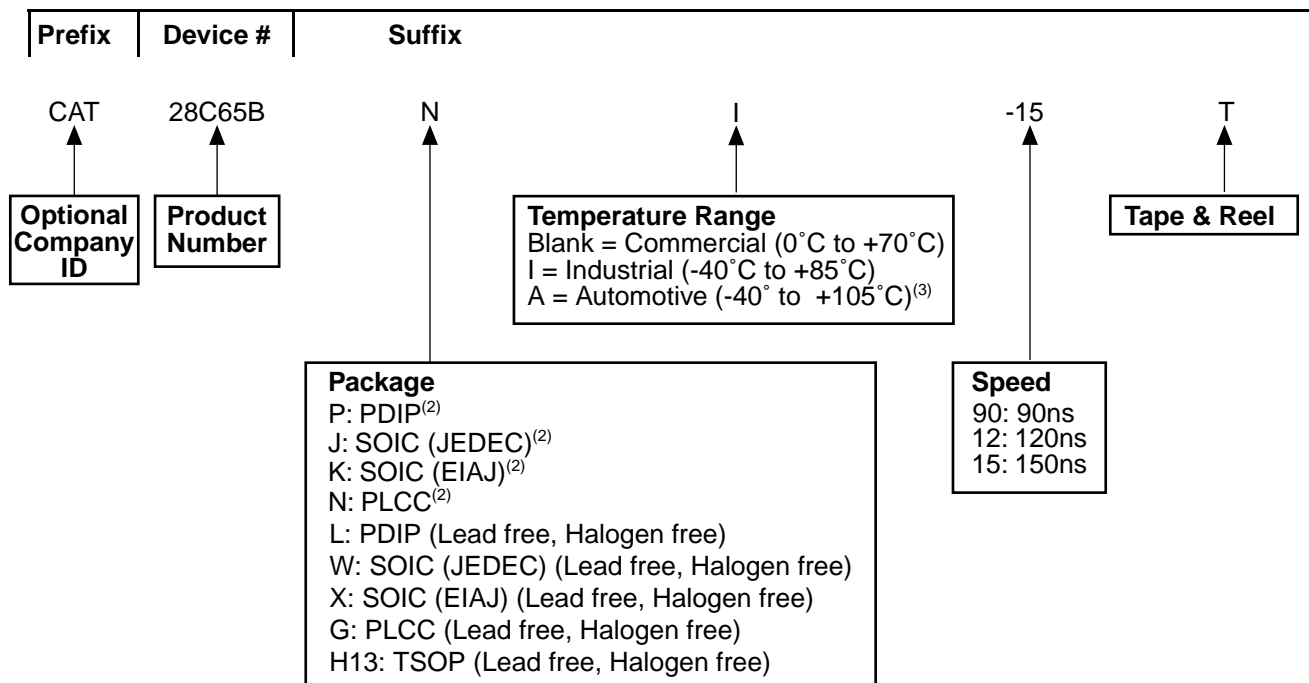 Prefix Device # Suffix
CAT 28C65B N I -15 T
Optional
Company
ID
Product
Number
Temperature Range
Blank = Commercial (0˚C to +70˚C)
I = Industrial (-40˚C to +85˚C)
A = Automotive (-40˚ to +105˚C)(3)
Tape & Reel
Package
P: PDIP(2)
J: SOIC (JEDEC)(2)
K: SOIC (EIAJ)(2)
N: PLCC(2)
L: PDIP (Lead free, Halogen free)
W: SOIC (JEDEC) (Lead free, Halogen free)
X: SOIC (EIAJ) (Lead free, Halogen free)
G: PLCC (Lead free, Halogen free)
H13: TSOP (Lead free, Halogen free)
Speed
90: 90ns
12: 120ns
15: 150ns